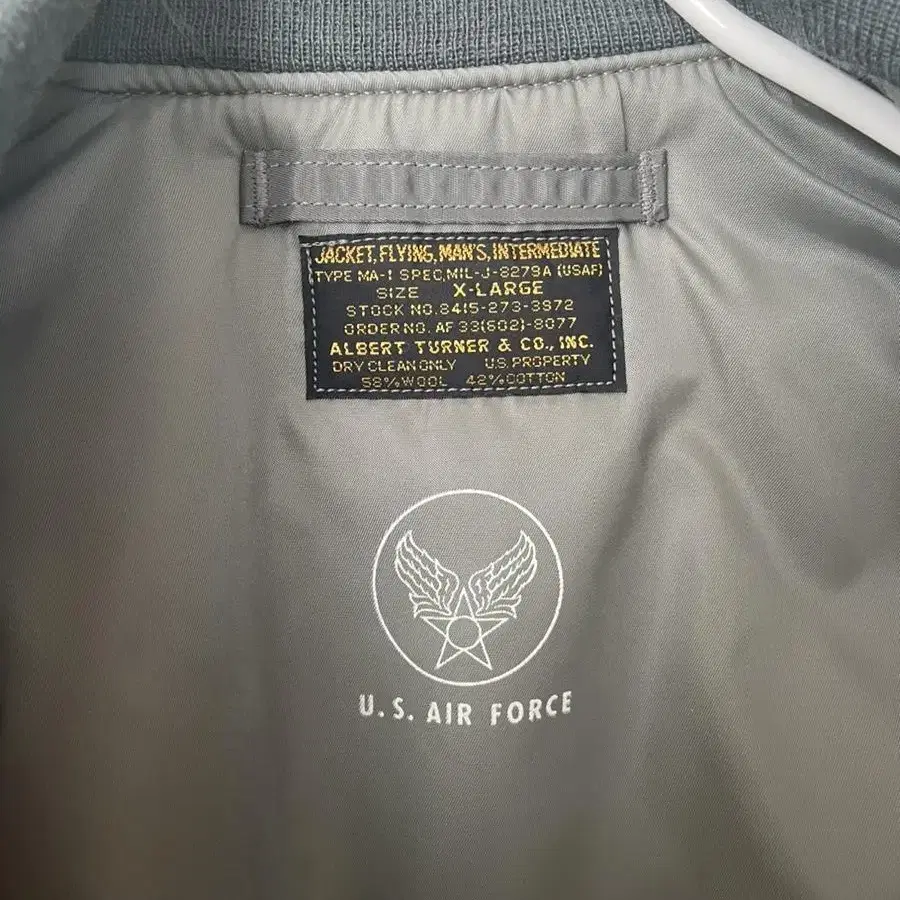 JACKET, FLYING, MAN'S, INTERMEDIATE
TYPE MA-1 SPEC, MIL-J-8279A (USAF)
SIZE X-LARGE
STOCK NO. 8415-273-3972
ORDER NO. AF 33(602)-8077
ALBERT TURNER & CO., INC.
DRY CLEAN ONLY U.S. PROPERTY
58% WOOL 42% COTTON
U.S. AIR FORCE